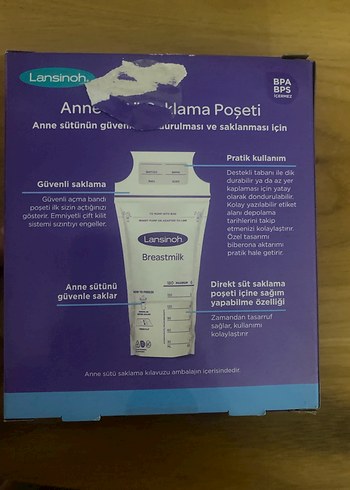 Lansinoh
BPA
BPS
İÇERMEZ
Anne Saklama Poşeti
Anne sütünün güvenle dondurulması ve saklanması için
Pratik kullanım
Destekli tabanı ile dik
durabilir ya da az yer
kaplaması için yatay
olarak dondurulabilir.
Kolay yazılabilir etiket
alanı depolama
tarihlerini takip
etmenizi kolaylaştırır.
Özel tasarımı
biberona aktarımı
pratik hale getirir.
Güvenli saklama
Güvenli açma bandı
poşeti ilk sizin açtığınızı
gösterir. Emniyetli çift kilit
sistemi sızıntıyı engeller.
Lansinoh
Breastmilk
Anne sütünü
güvenle saklar
Direkt süt saklama
poşeti içine sağım
yapabilme özelliği
Zamandan tasarruf
sağlar, kullanımı
kolaylaştırır
Anne sütü saklama kılavuzu ambalajın içerisindedir.